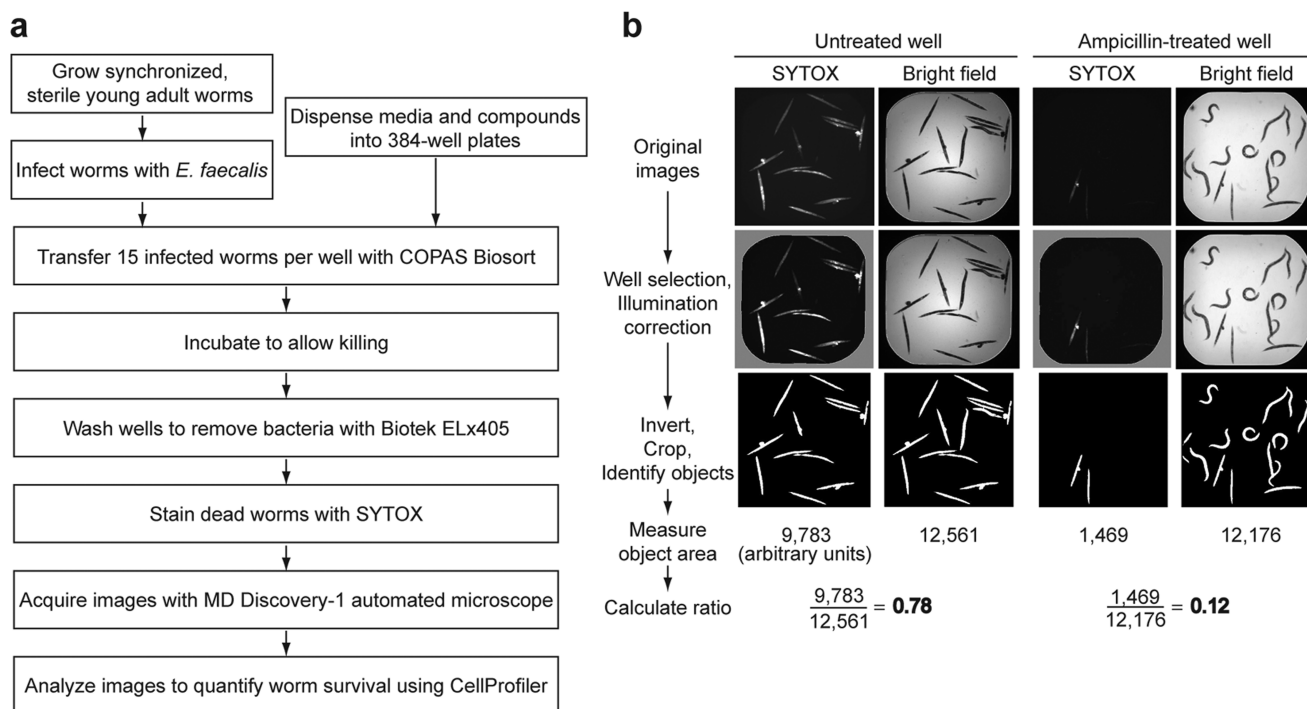 a
Grow synchronized,
sterile young adult worms
Dispense media and compounds
into 384-well plates
Infect worms with E. faecalis
Transfer 15 infected worms per well with COPAS Biosort
Incubate to allow killing
Wash wells to remove bacteria with Biotek ELx405
Stain dead worms with SYTOX
Acquire images with MD Discovery-1 automated microscope
Analyze images to quantify worm survival using CellProfiler
b
Untreated well
Ampicillin-treated well
SYTOX
Bright field
SYTOX
Bright field
Original
images
Well selection,
Illumination
correction
Invert,
Crop,
Identify objects
Measure
object area
9,783
(arbitrary units)
12,561
1,469
12,176
Calculate ratio
9,783
12,561
= 0.78
1,469
12,176
= 0.12